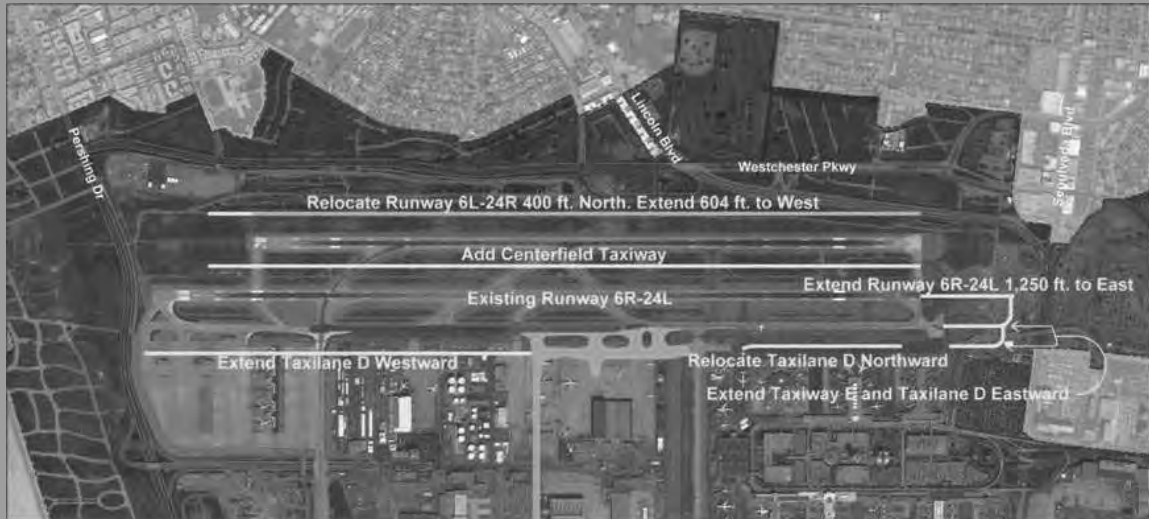 Pershing Dr
Lincoln Blvd
Sepulveda Blvd
Westchester Pkwy
Relocate Runway 6L-24R 400 ft. North. Extend 604 ft. to West
Add Centerfield Taxiway
Extend Runway 6R-24L 1,250 ft. to East
Existing Runway 6R-24L
Extend Taxilane D Westward
Relocate Taxilane D Northward
Extend Taxiway E and Taxilane D Eastward